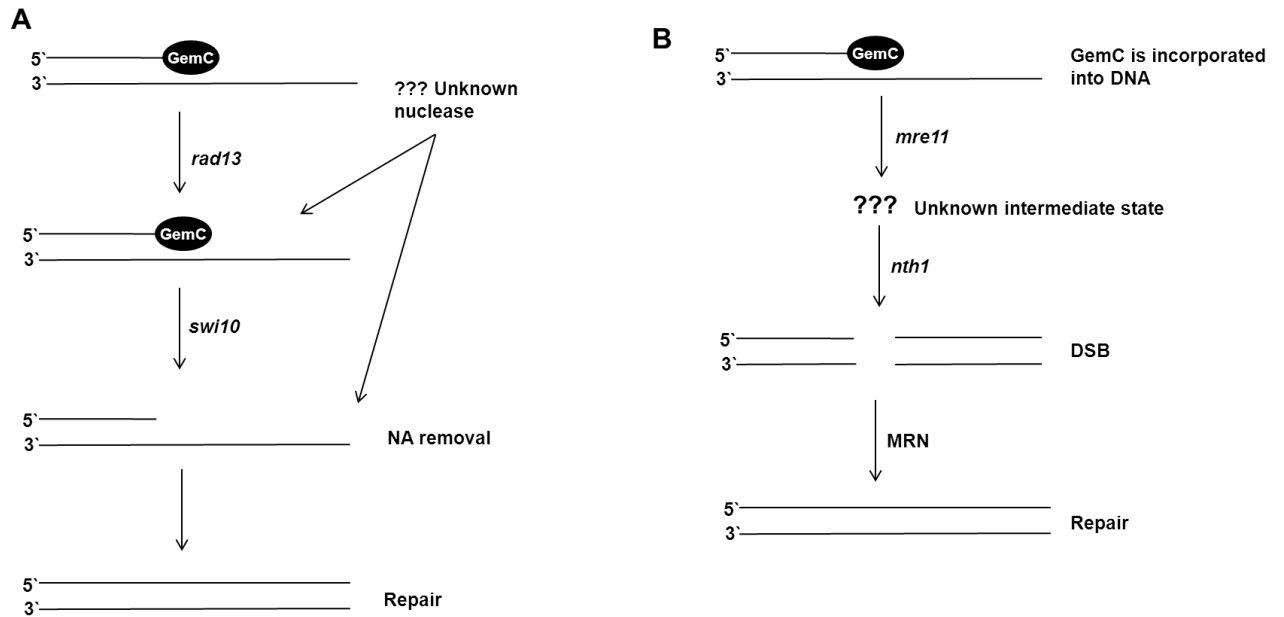 A
5`
GemC
3`
??? Unknown
nuclease
rad13
5`
GemC
3`
swi10
5`
3`
NA removal
5`
3`
Repair
B
5`
GemC
3`
GemC is incorporated
into DNA
mre11
??? Unknown intermediate state
nth1
5`
3`
DSB
MRN
5`
3`
Repair